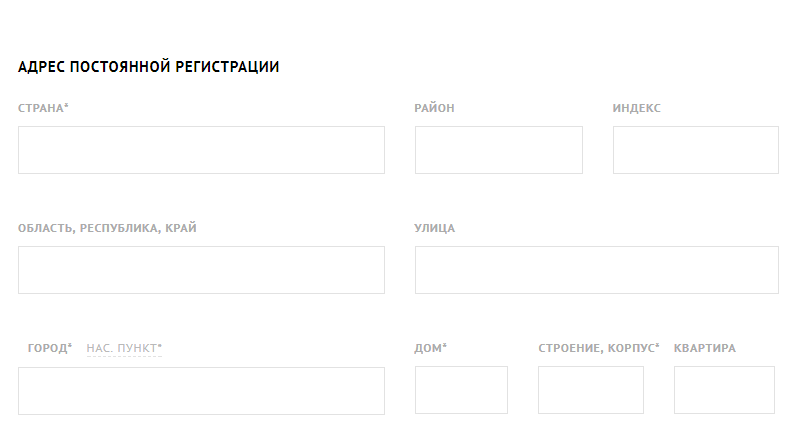 АДРЕС ПОСТОЯННОЙ РЕГИСТРАЦИИ
СТРАНА* РАЙОН ИНДЕКС
ОБЛАСТЬ, РЕСПУБЛИКА, КРАЙ УЛИЦА
ГОРОД* НАС. ПУНКТ* ДОМ* СТРОЕНИЕ, КОРПУС* КВАРТИРА